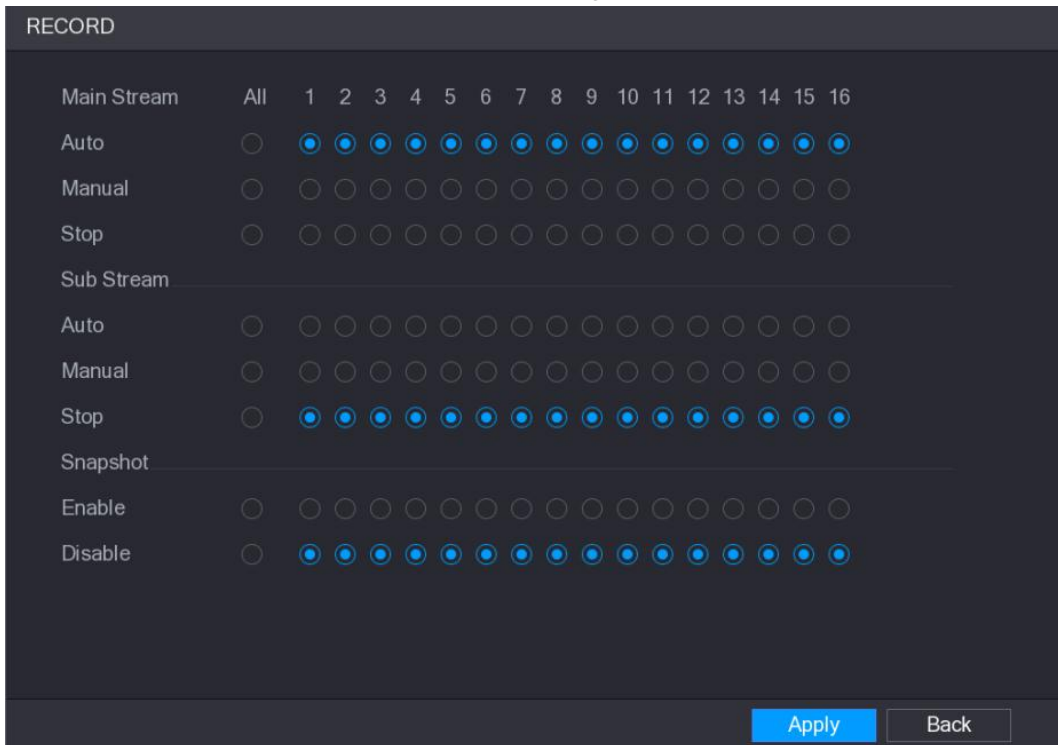 RECORD
Main Stream All 1 2 3 4 5 6 7 8 9 10 11 12 13 14 15 16
Auto
Manual
Stop
Sub Stream
Auto
Manual
Stop
Snapshot
Enable
Disable
Apply Back